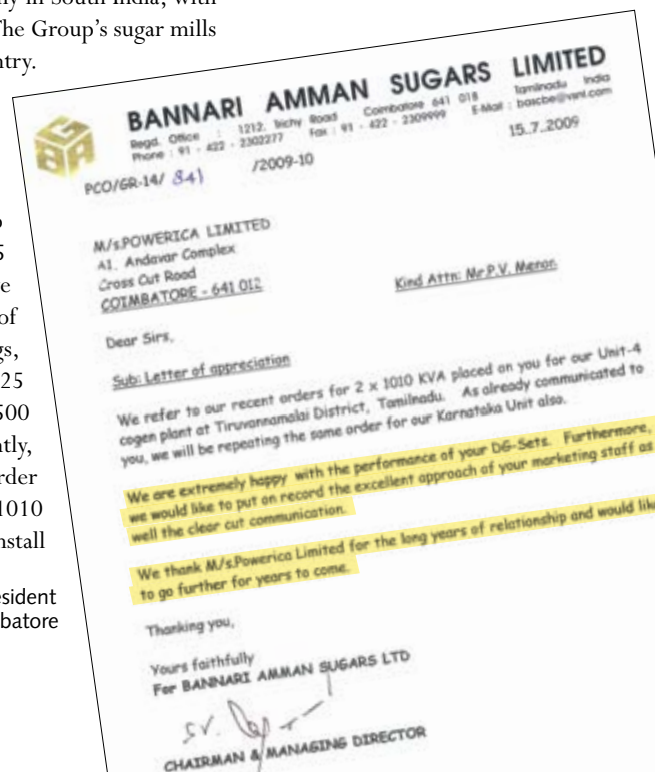 ny in South India, with
The Group's sugar mills
ntry.
5
e
of
gs,
25
500
ntly,
rder
1010
nstall
esident
batore
GBA
BANNARI AMMAN SUGARS LIMITED
Regd. Office : 1212, Trichy Road Coimbatore 641 018 Tamilnadu India
Phone : 91 - 422 - 2302277 Fax : 91 - 422 - 2309999 E-Mail : bascbe@vsnl.com
15.7.2009
PCO/GR-14/ 841 /2009-10
M/s.POWERICA LIMITED
A1, Andavar Complex
Cross Cut Road
COIMBATORE - 641 012
Kind Attn: Mr.P.V. Menon
Dear Sirs,
Sub: Letter of appreciation
We refer to our recent orders for 2 x 1010 KVA placed on you for our Unit-4
cogen plant at Tiruvannamalai District, Tamilnadu. As already communicated to
you, we will be repeating the same order for our Karnataka Unit also.
We are extremely happy with the performance of your DG-Sets. Furthermore,
we would like to put on record the excellent approach of your marketing staff as
well the clear cut communication.
We thank M/s.Powerica Limited for the long years of relationship and would like
to go further for years to come.
Thanking you,
Yours faithfully
For BANNARI AMMAN SUGARS LTD
CHAIRMAN & MANAGING DIRECTOR